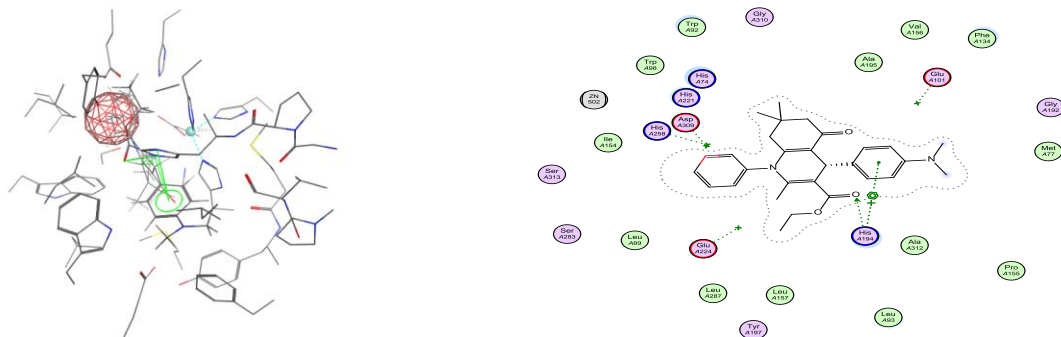 Gly
A310
Trp
A92
Val
A156
Phe
A134
Trp
A98
Ala
A195
His
A74
Glu
A101
ZN
502
His
A221
Gly
A192
Asp
A309
His
A258
O
Ile
A154
N
Met
A77
Ser
A313
N
O
O
Ser
A283
Leu
A89
Glu
A224
His
A194
Ala
A312
Pro
A155
Leu
A287
Leu
A157
Leu
A93
Tyr
A197